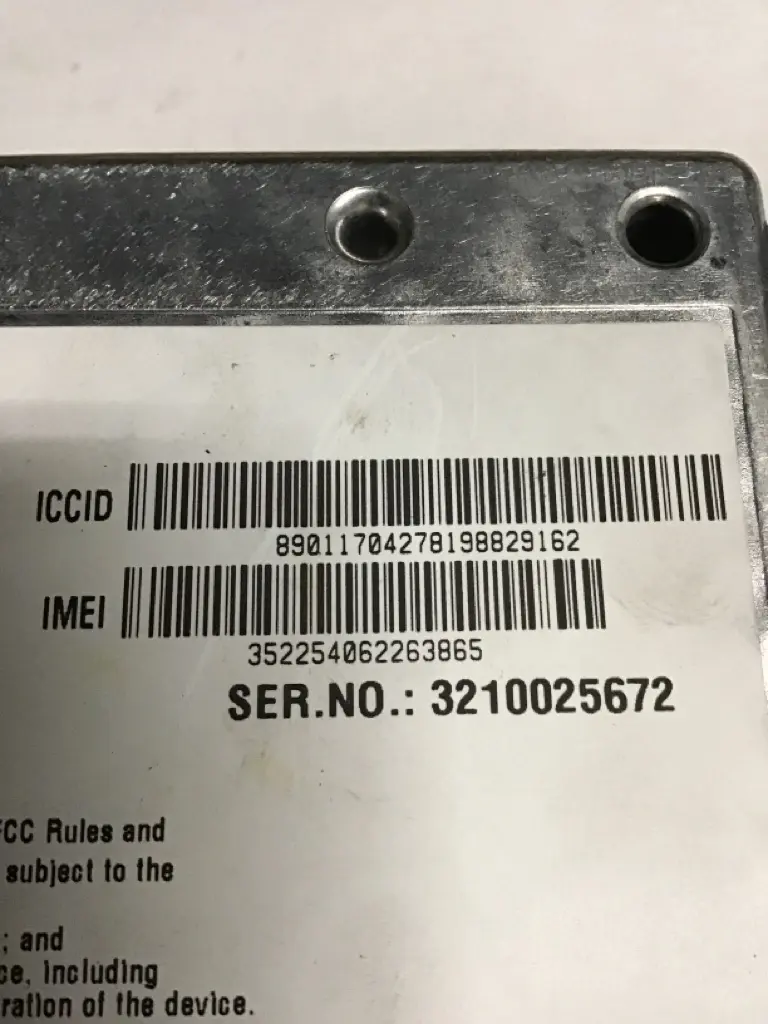 ICCID
89011704278198829162
IMEI
352254062263865
SER.NO.: 3210025672
FCC Rules and
subject to the
; and
ce, including
ration of the device.